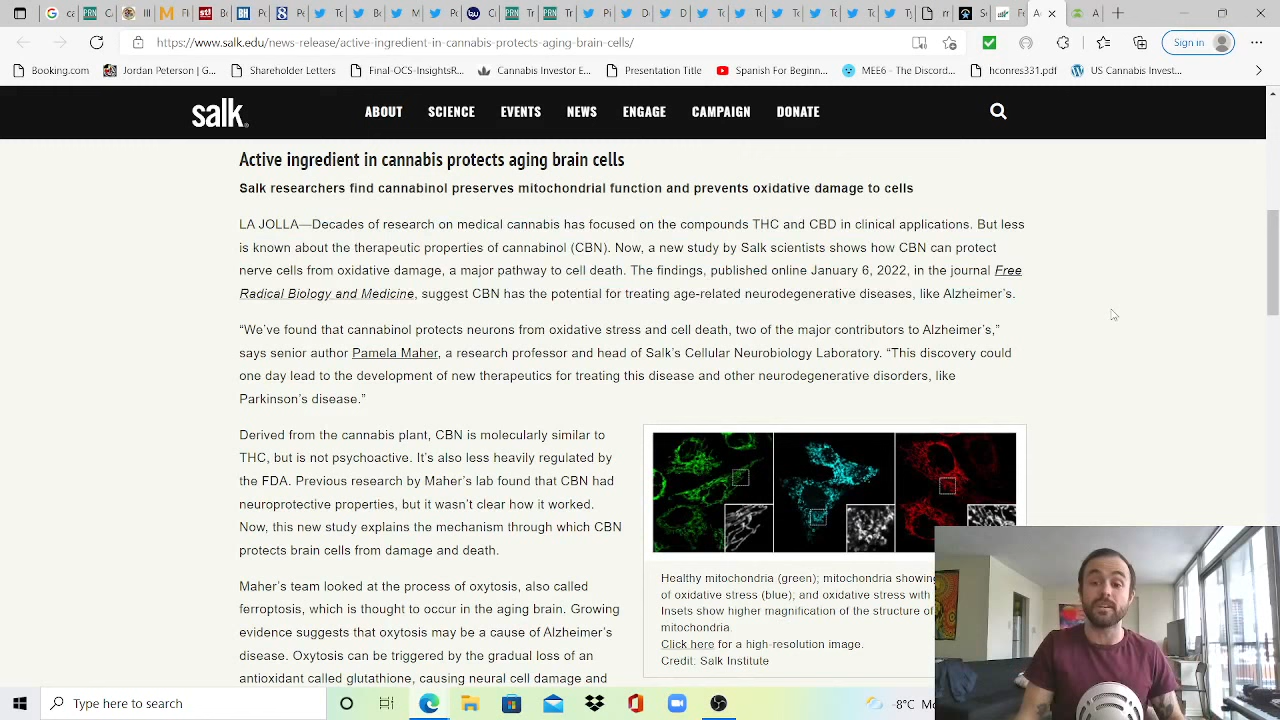 https://www.salk.edu/news-release/active-ingredient-in-cannabis-protects-aging-brain-cells/
Sign in
Booking.com
Jordan Peterson | G...
Shareholder Letters
Final-OCS-InsightsR...
Cannabis Investor E...
Presentation Title
Spanish For Beginn...
MEE6 - The Discord...
hconres331.pdf
US Cannabis Invest...
salk
ABOUT
SCIENCE
EVENTS
NEWS
ENGAGE
CAMPAIGN
DONATE
Active ingredient in cannabis protects aging brain cells
Salk researchers find cannabinol preserves mitochondrial function and prevents oxidative damage to cells
LA JOLLA—Decades of research on medical cannabis has focused on the compounds THC and CBD in clinical applications. But less
is known about the therapeutic properties of cannabinol (CBN). Now, a new study by Salk scientists shows how CBN can protect
nerve cells from oxidative damage, a major pathway to cell death. The findings, published online January 6, 2022, in the journal Free
Radical Biology and Medicine, suggest CBN has the potential for treating age-related neurodegenerative diseases, like Alzheimer's.
“We've found that cannabinol protects neurons from oxidative stress and cell death, two of the major contributors to Alzheimer's,”
says senior author Pamela Maher, a research professor and head of Salk's Cellular Neurobiology Laboratory. “This discovery could
one day lead to the development of new therapeutics for treating this disease and other neurodegenerative disorders, like
Parkinson's disease.”
Derived from the cannabis plant, CBN is molecularly similar to
THC, but is not psychoactive. It's also less heavily regulated by
the FDA. Previous research by Maher's lab found that CBN had
neuroprotective properties, but it wasn't clear how it worked.
Now, this new study explains the mechanism through which CBN
protects brain cells from damage and death.
Maher's team looked at the process of oxytosis, also called
ferroptosis, which is thought to occur in the aging brain. Growing
evidence suggests that oxytosis may be a cause of Alzheimer's
disease. Oxytosis can be triggered by the gradual loss of an
antioxidant called glutathione, causing neural cell damage and
Healthy mitochondria (green); mitochondria showing
of oxidative stress (blue); and oxidative stress with
Insets show higher magnification of the structure of
mitochondria.
Click here for a high-resolution image.
Credit: Salk Institute
Type here to search
-8°C